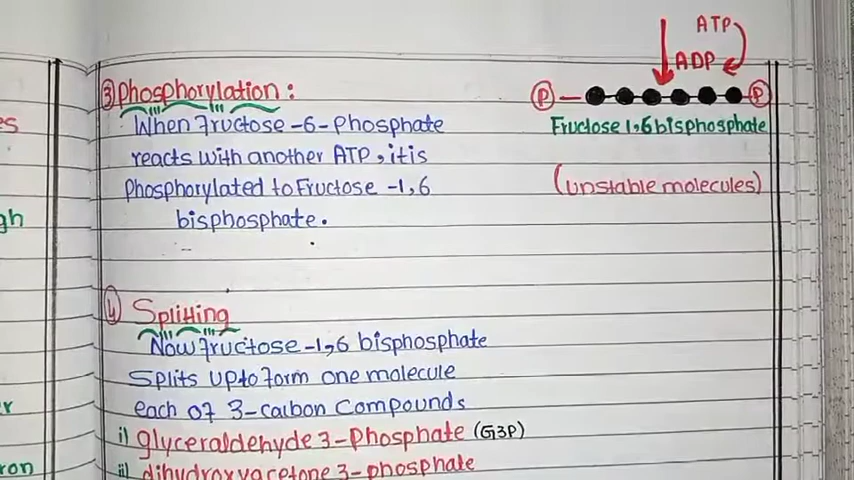 ATP
ADP
③ Phosphorylation :
P P
When fructose -6-Phosphate
Fructose 1,6 bisphosphate
reacts with another ATP, it is
Phosphorylated to Fructose -1,6
(unstable molecules)
bisphosphate.
gh
④ Splitting
Now fructose -1,6 bisphosphate
Splits up to form one molecule
each of 3-carbon compounds
i) glyceraldehyde 3-phosphate (G3P)
ii) dihydroxyacetone 3-phosphate
ron